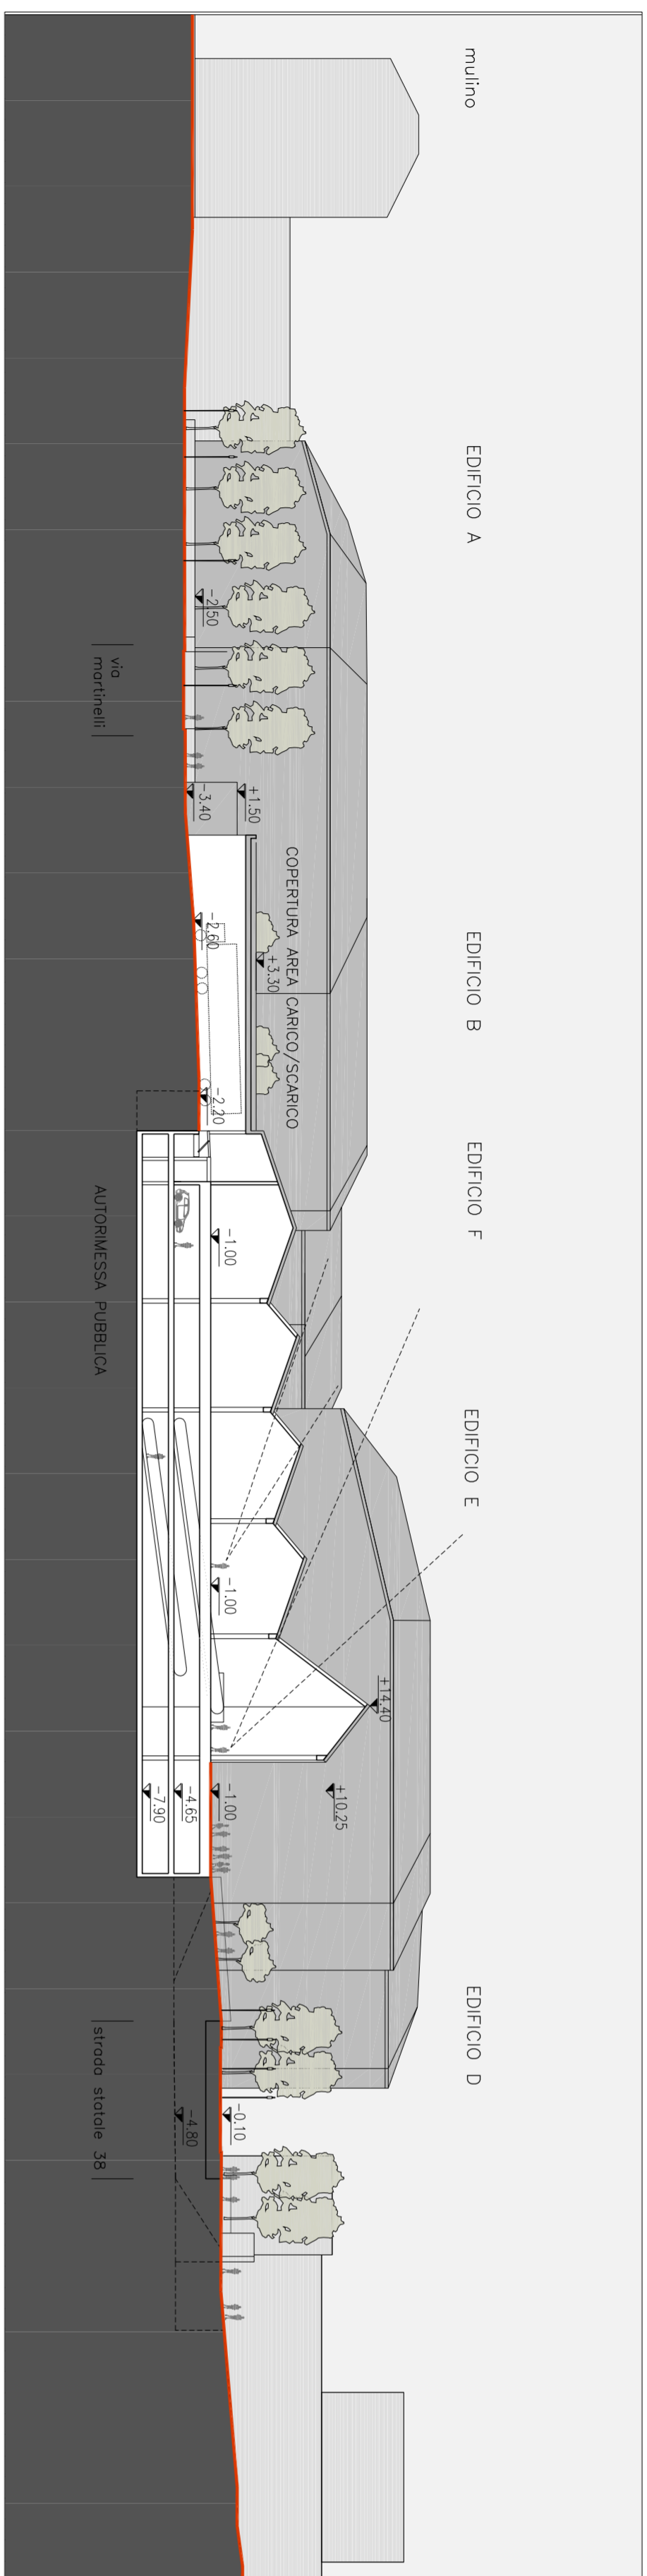 mulino
EDIFICIO A
EDIFICIO B
EDIFICIO F
EDIFICIO E
EDIFICIO D
-2.50
via
martinelli
-3.40
+1.50
COPERTURA AREA CARICO/SCARICO
-2.60
+3.30
-2.20
AUTORIMESSA PUBBLICA
-1.00
-1.00
+14.40
+10.25
-1.00
-4.65
-7.90
-0.10
-4.80
strada statale 38